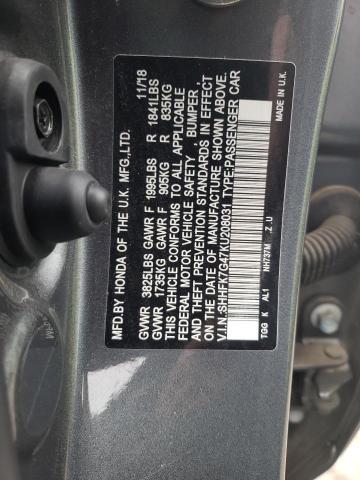 MFD.BY HONDA OF THE U.K. MFG.,LTD. 11/18
GVWR 3825LBS GAWR F 1995LBS R 1841LBS
GVWR 1735KG GAWR F 905KG R 835KG
THIS VEHICLE CONFORMS TO ALL APPLICABLE
FEDERAL MOTOR VEHICLE SAFETY , BUMPER,
AND THEFT PREVENTION STANDARDS IN EFFECT
ON THE DATE OF MANUFACTURE SHOWN ABOVE.
V.I.N.:SHHFK7G47KU208031 TYPE:PASSENGER CAR
TGG K AL1 NH737M ,Z ,U MADE IN U.K.